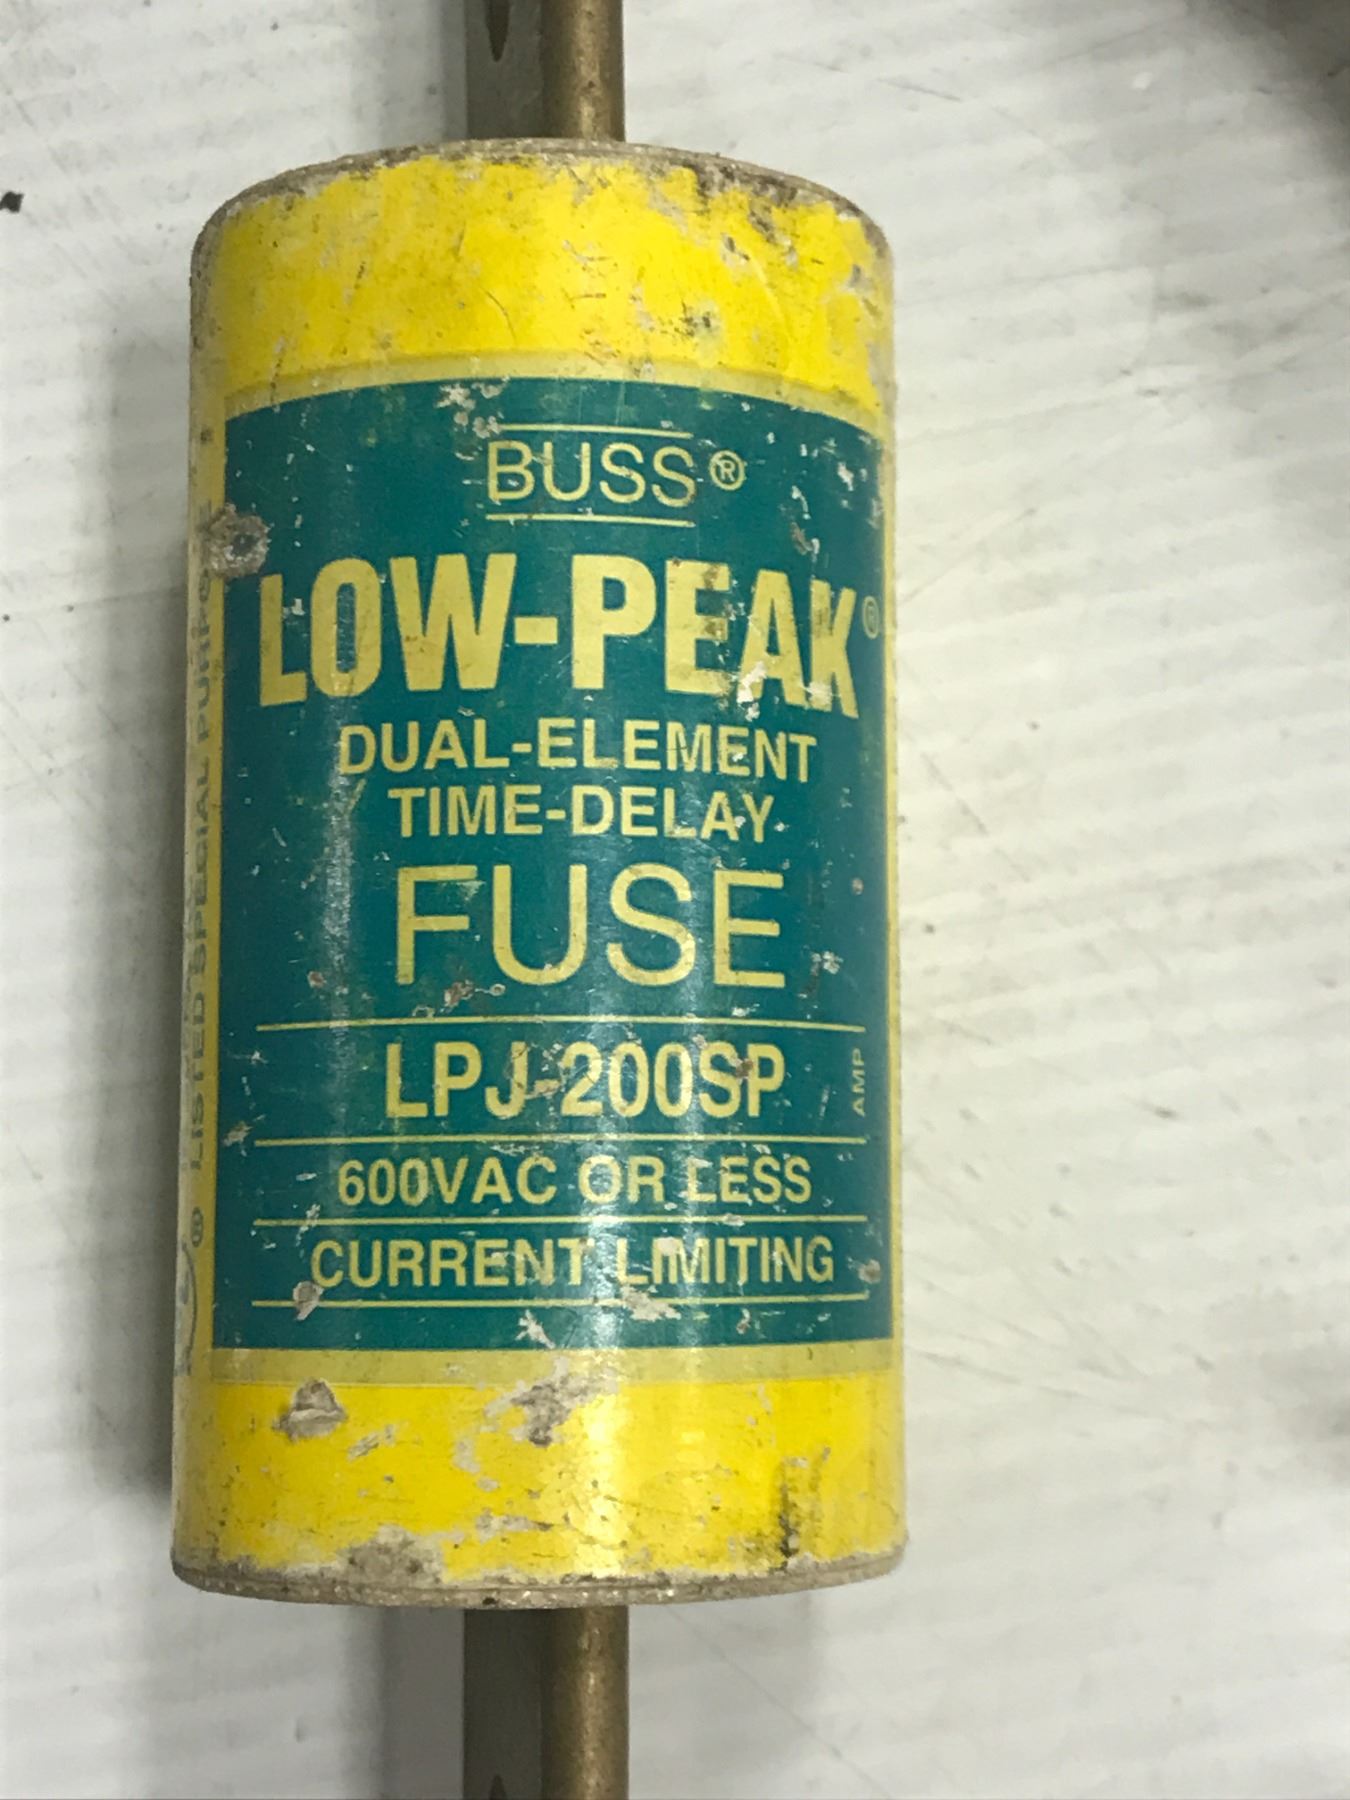 BUSS®
LOW-PEAK®
DUAL-ELEMENT
TIME-DELAY
FUSE
LPJ-200SP
AMP
600VAC OR LESS
CURRENT LIMITING
® LISTED SPECIAL PURPOSE